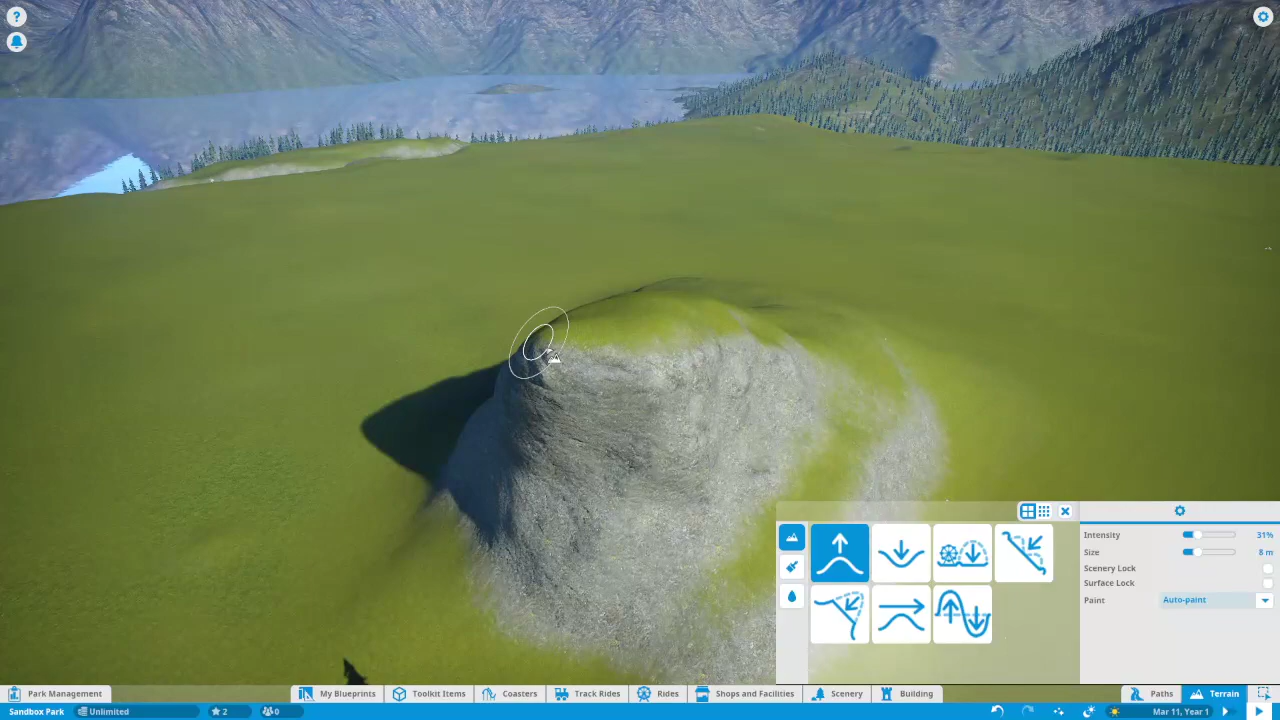 ?
Intensity 31%
Size 8 m
Scenery Lock
Surface Lock
Paint Auto-paint
Park Management
My Blueprints
Toolkit Items
Coasters
Track Rides
Rides
Shops and Facilities
Scenery
Building
Paths
Terrain
Sandbox Park
Unlimited
2
0
Mar 11, Year 1